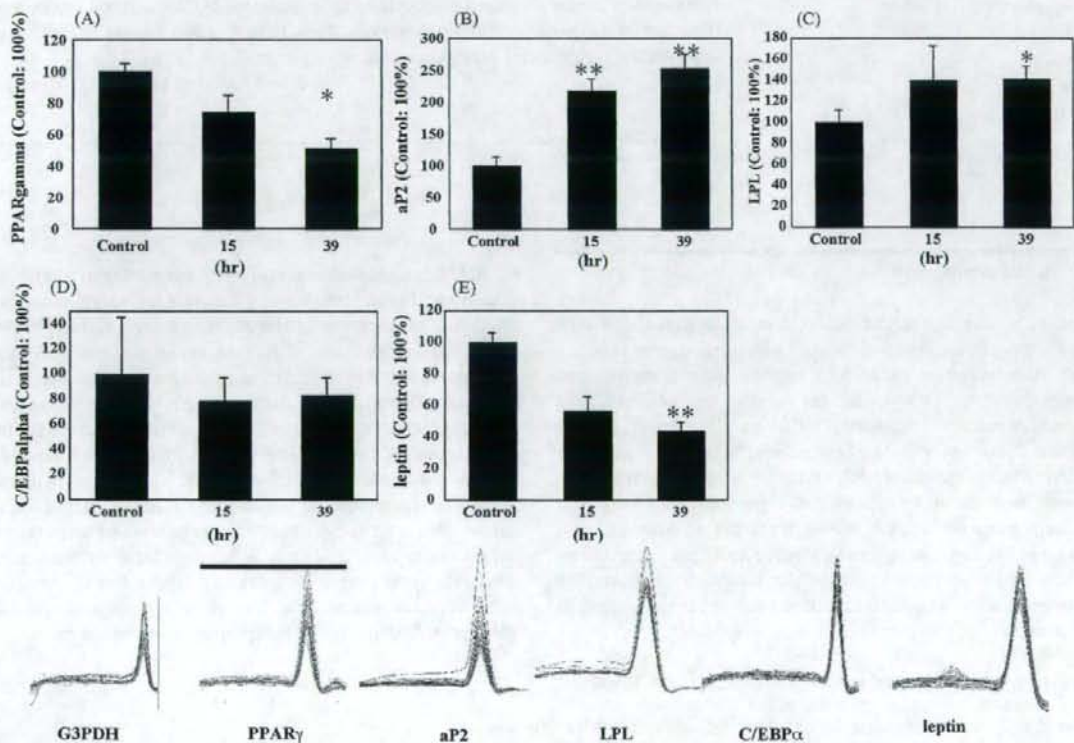 (A)
PPARgamma (Control: 100%)
120
100
80
60
40
20
0
*
Control 15 39
(hr)
(B)
aP2 (Control: 100%)
300
250
200
150
100
50
0
** **
Control 15 39
(hr)
(C)
LPL (Control: 100%)
180
160
140
120
100
80
60
40
20
0
*
Control 15 39
(hr)
(D)
C/EBPalpha (Control: 100%)
140
120
100
80
60
40
20
0
Control 15 39
(hr)
(E)
leptin (Control: 100%)
120
100
80
60
40
20
0
**
Control 15 39
(hr)
G3PDH PPARγ aP2 LPL C/EBPα leptin